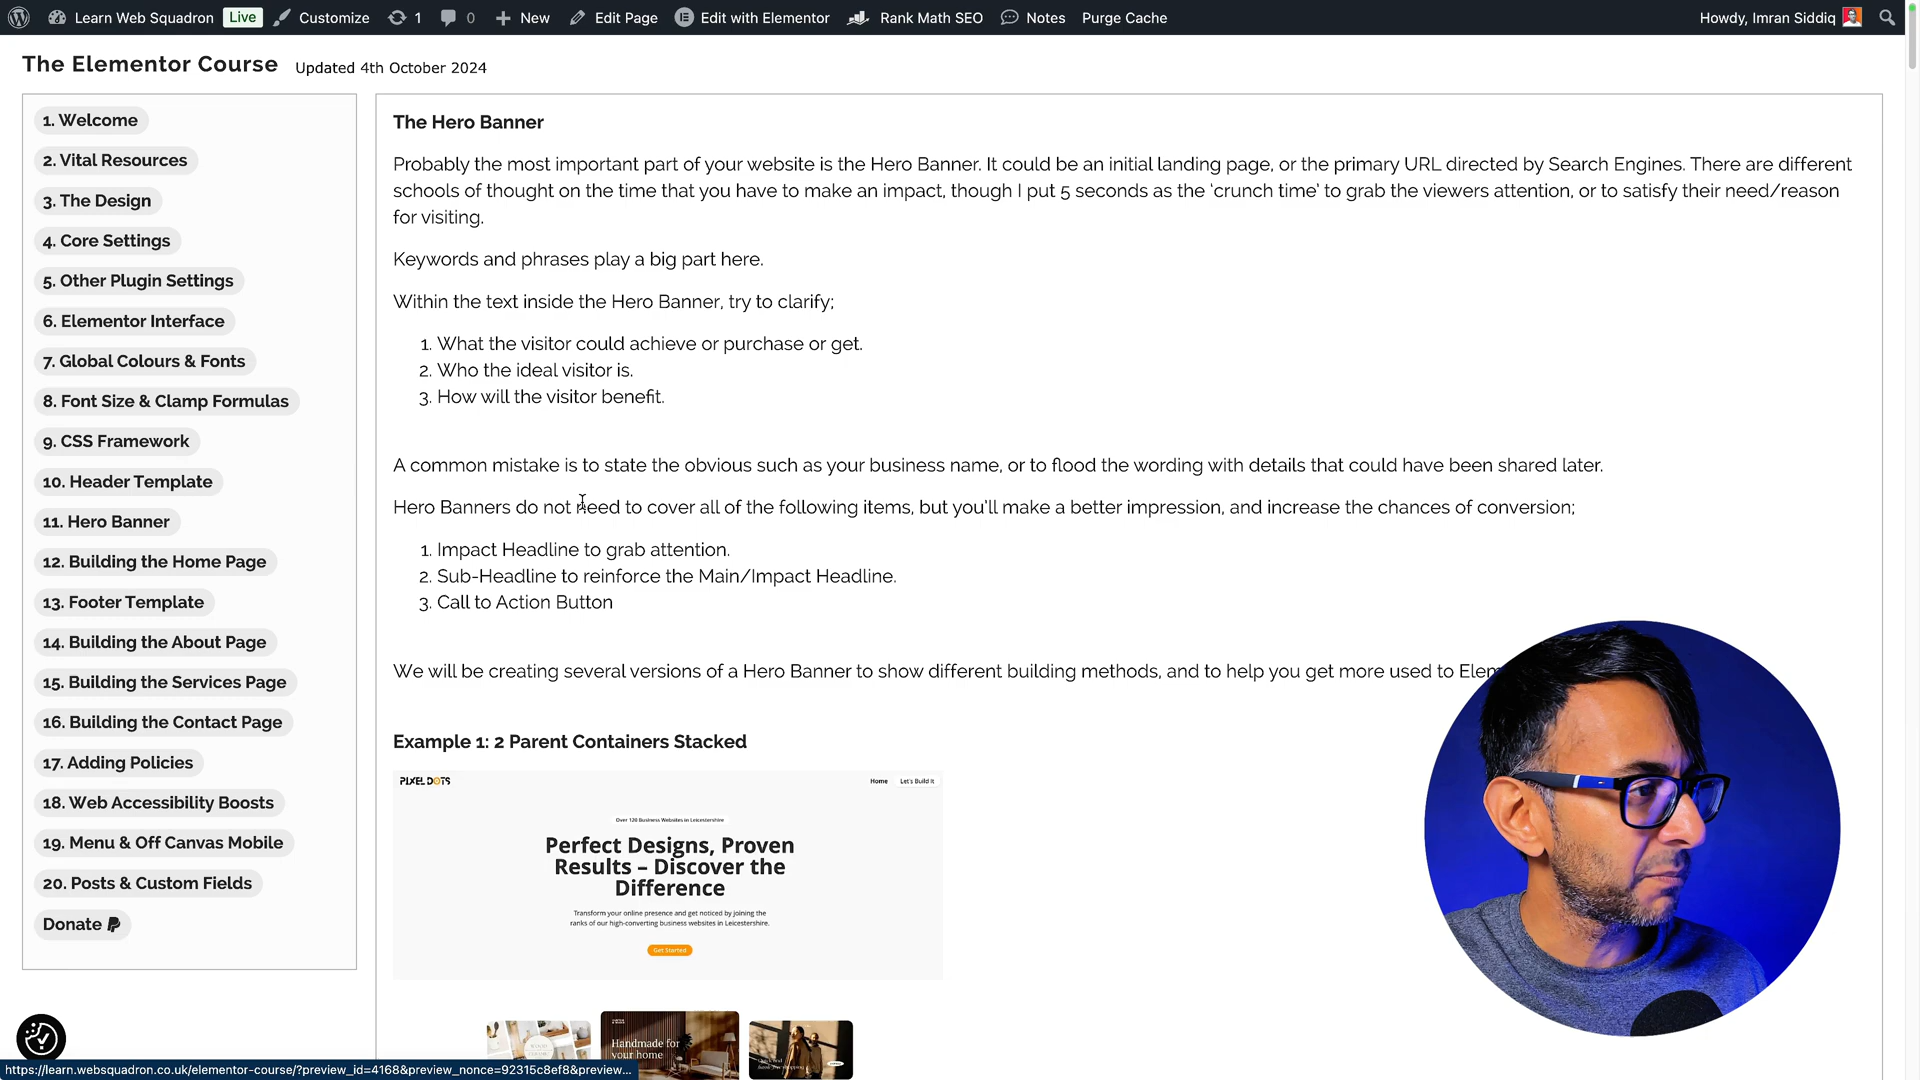 Learn Web Squadron Live Customize 1 0 New Edit Page Edit with Elementor Rank Math SEO Notes Purge Cache Howdy, Imran Siddiq
The Elementor Course Updated 4th October 2024
1. Welcome
2. Vital Resources
3. The Design
4. Core Settings
5. Other Plugin Settings
6. Elementor Interface
7. Global Colours & Fonts
8. Font Size & Clamp Formulas
9. CSS Framework
10. Header Template
11. Hero Banner
12. Building the Home Page
13. Footer Template
14. Building the About Page
15. Building the Services Page
16. Building the Contact Page
17. Adding Policies
18. Web Accessibility Boosts
19. Menu & Off Canvas Mobile
20. Posts & Custom Fields
Donate
The Hero Banner
Probably the most important part of your website is the Hero Banner. It could be an initial landing page, or the primary URL directed by Search Engines. There are different
schools of thought on the time that you have to make an impact, though I put 5 seconds as the ‘crunch time’ to grab the viewers attention, or to satisfy their need/reason
for visiting.
Keywords and phrases play a big part here.
Within the text inside the Hero Banner, try to clarify;
1. What the visitor could achieve or purchase or get.
2. Who the ideal visitor is.
3. How will the visitor benefit.
A common mistake is to state the obvious such as your business name, or to flood the wording with details that could have been shared later.
Hero Banners do not need to cover all of the following items, but you’ll make a better impression, and increase the chances of conversion;
1. Impact Headline to grab attention.
2. Sub-Headline to reinforce the Main/Impact Headline.
3. Call to Action Button
We will be creating several versions of a Hero Banner to show different building methods, and to help you get more used to Elem
Example 1: 2 Parent Containers Stacked
PIXEL DOTS Home Let's Build It
Over 120 Business Websites in Leicestershire
Perfect Designs, Proven
Results – Discover the
Difference
Transform your online presence and get noticed by joining the
ranks of our high-converting business websites in Leicestershire.
Get Started
Handmade for
your home
https://learn.websquadron.co.uk/elementor-course/?preview_id=4168&preview_nonce=92315c8ef8&preview...